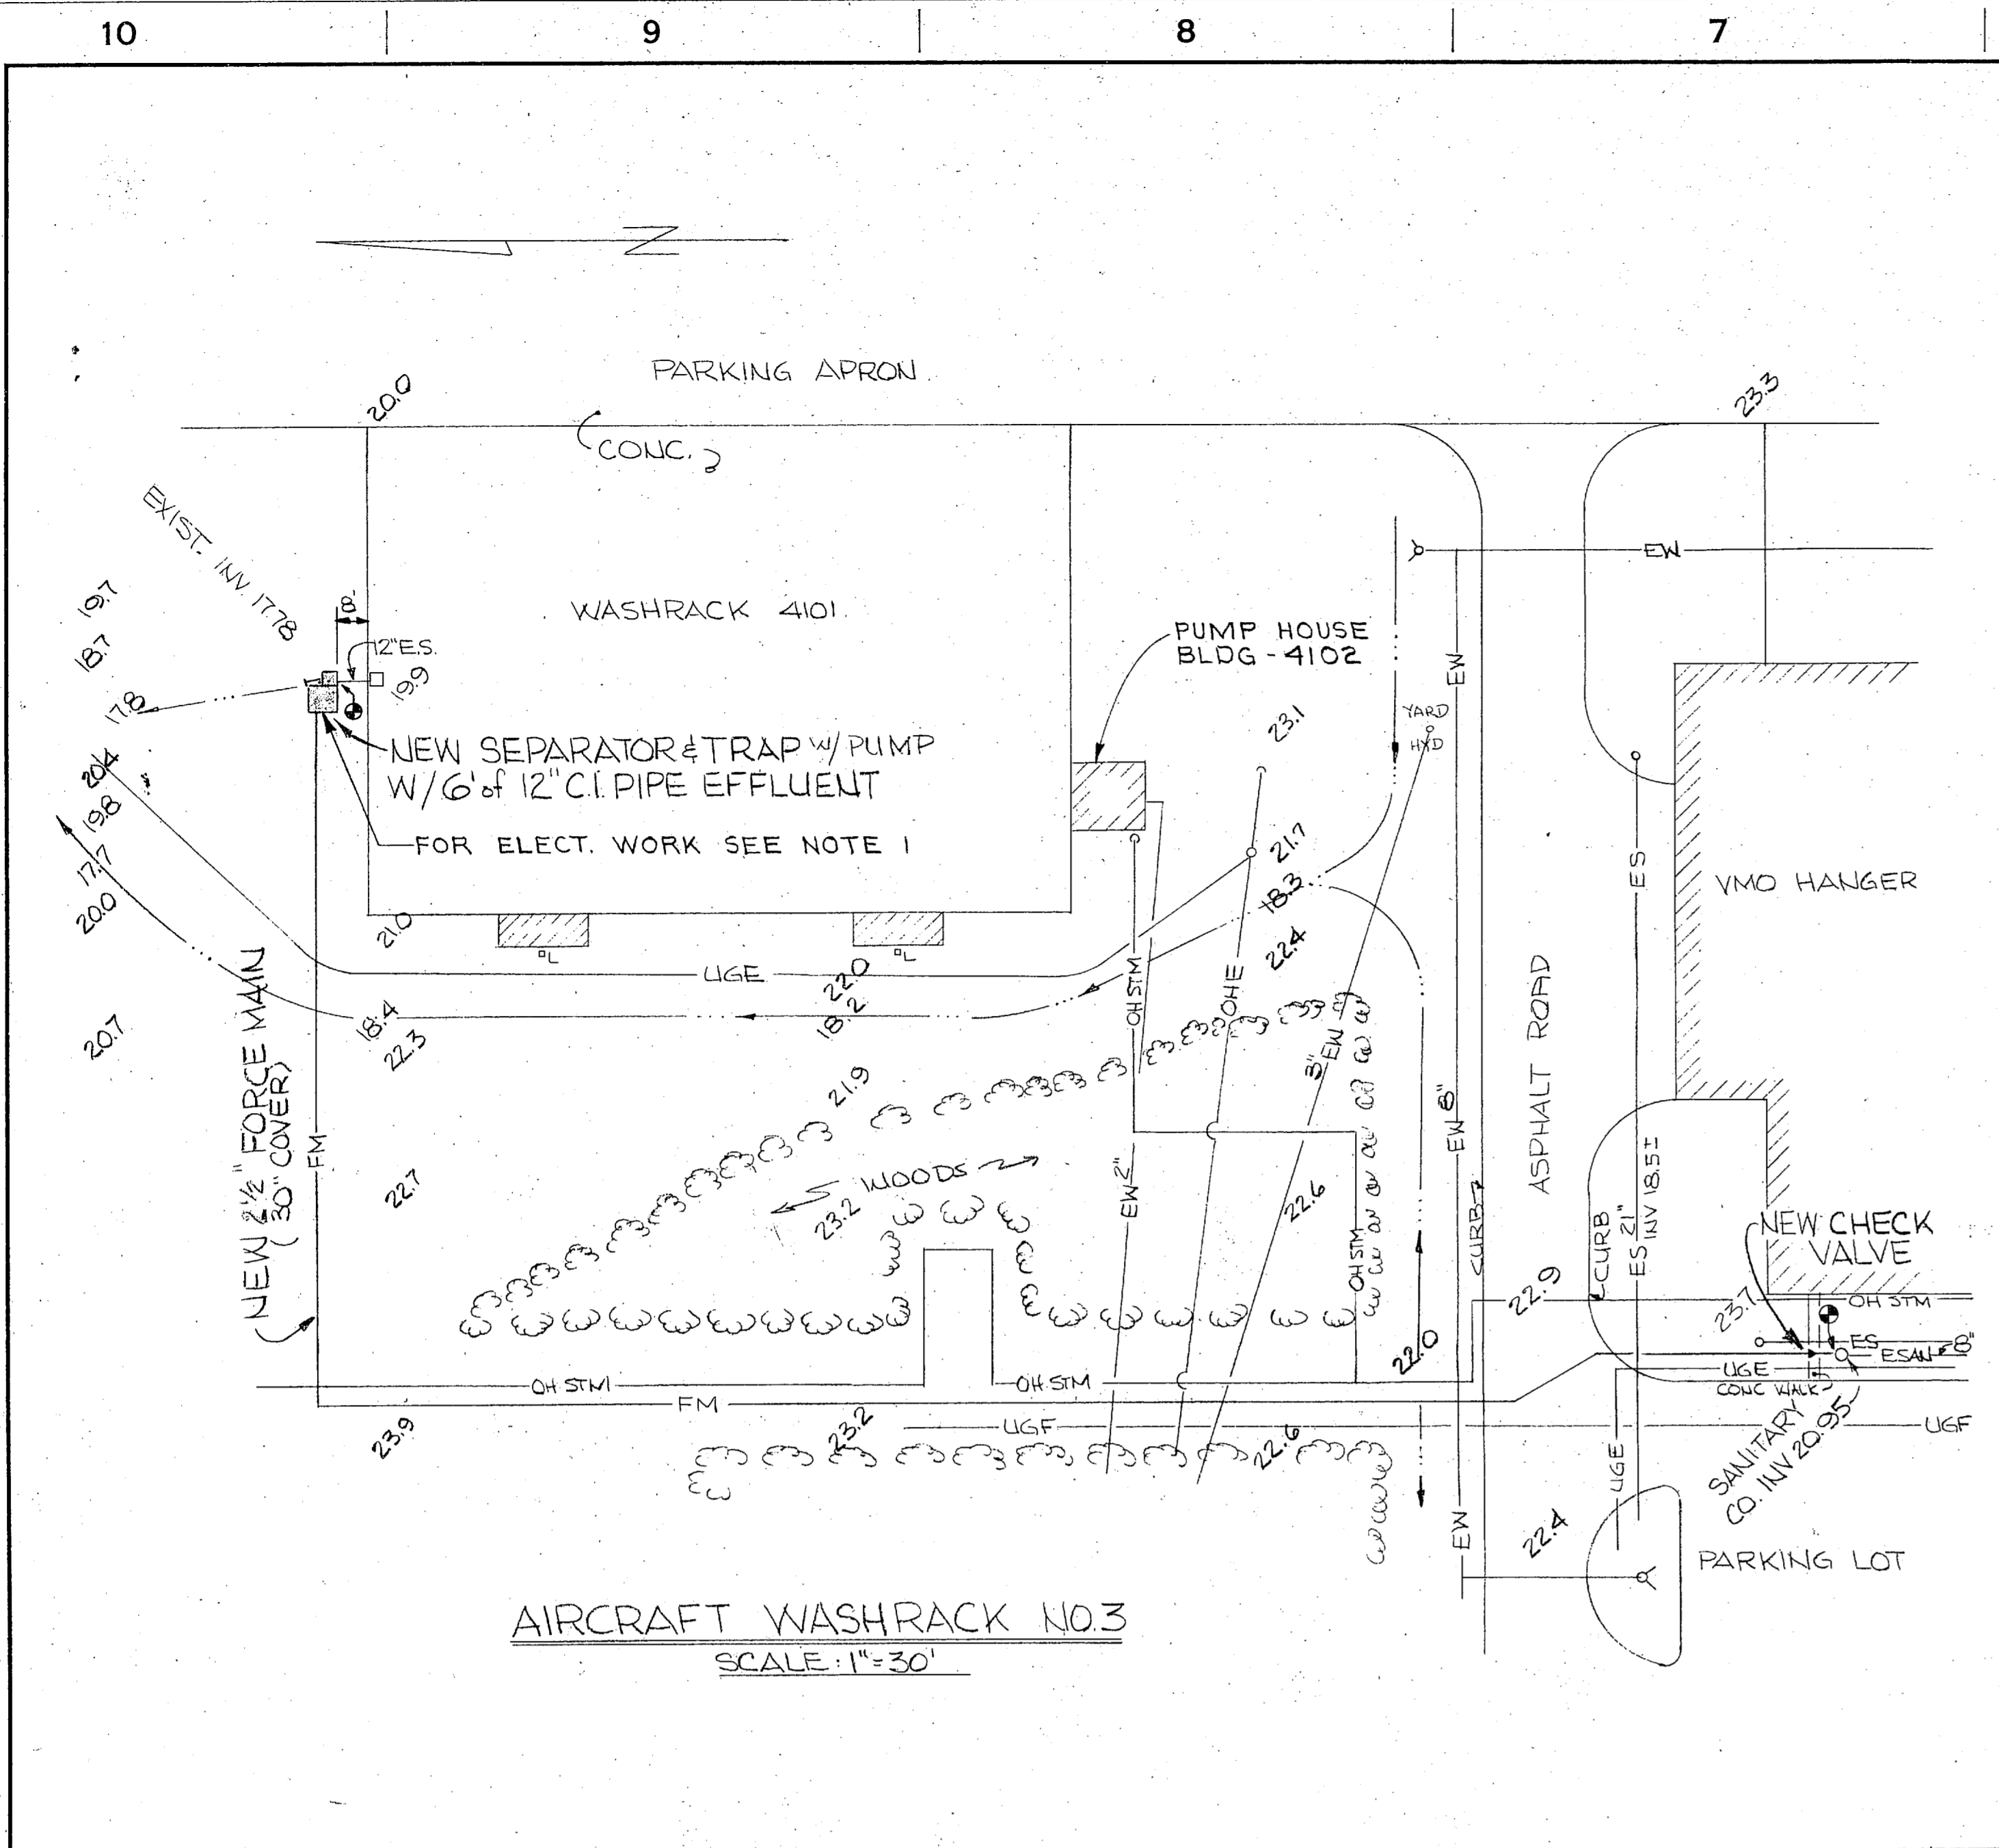 10 9 8 7
N
PARKING APRON
20.0
23.3
CONC.
EXIST. INV. 17.78
EW
19.7
18.7
17.8
8'
12" E.S.
19.9
WASHRACK 4101
PUMP HOUSE
BLDG - 4102
EW
YARD
HYD
23.1
NEW SEPARATOR & TRAP W/ PUMP
W/6' of 12" C.I. PIPE EFFLUENT
FOR ELECT. WORK SEE NOTE 1
20.4
19.8
17.7
20.0
20.7
21.7
18.3
22.4
ES
VMO HANGER
21.0
L
L
UGE
22.0
18.2
OH STM
OHE
3"
EW
ASPHALT ROAD
18.4
22.3
21.9
NEW 2½" FORCE MAIN
(30" COVER)
FM
22.7
WOODS
23.2
EW 2"
22.6
OH STM
EW 8"
CURB
CURB
ES 21"
INV 18.5±
NEW CHECK
VALVE
22.9
23.7
OH STM
22.0
ES
ESAN 8"
UGE
CONC WALK
OH STM
OH STM
FM
23.9
23.2
UGF
22.6
UGF
SANITARY
CO. INV 20.95
UGE
EW
22.4
PARKING LOT
AIRCRAFT WASHRACK NO.3
SCALE: 1"=30'